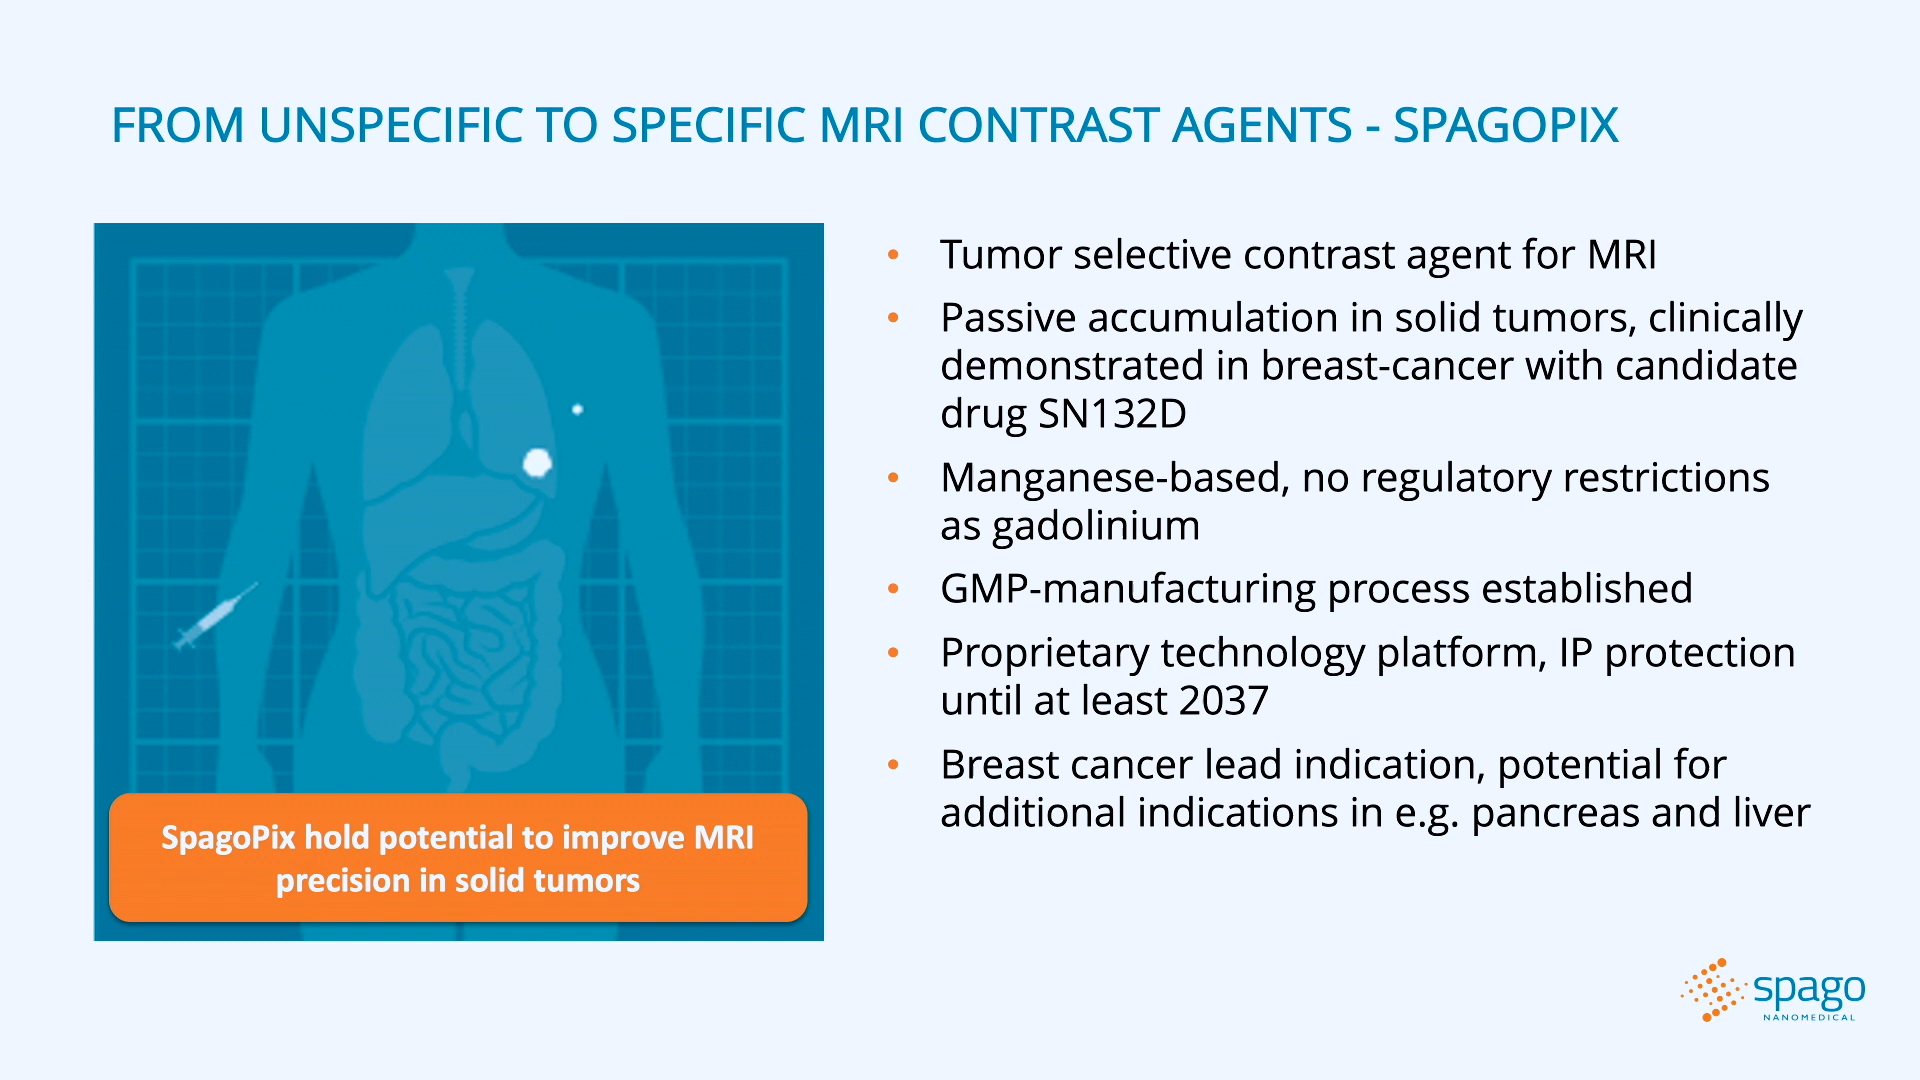 FROM UNSPECIFIC TO SPECIFIC MRI CONTRAST AGENTS - SPAGOPIX
SpagoPix hold potential to improve MRI
precision in solid tumors
• Tumor selective contrast agent for MRI
• Passive accumulation in solid tumors, clinically
demonstrated in breast-cancer with candidate
drug SN132D
• Manganese-based, no regulatory restrictions
as gadolinium
• GMP-manufacturing process established
• Proprietary technology platform, IP protection
until at least 2037
• Breast cancer lead indication, potential for
additional indications in e.g. pancreas and liver
spago
NANOMEDICAL